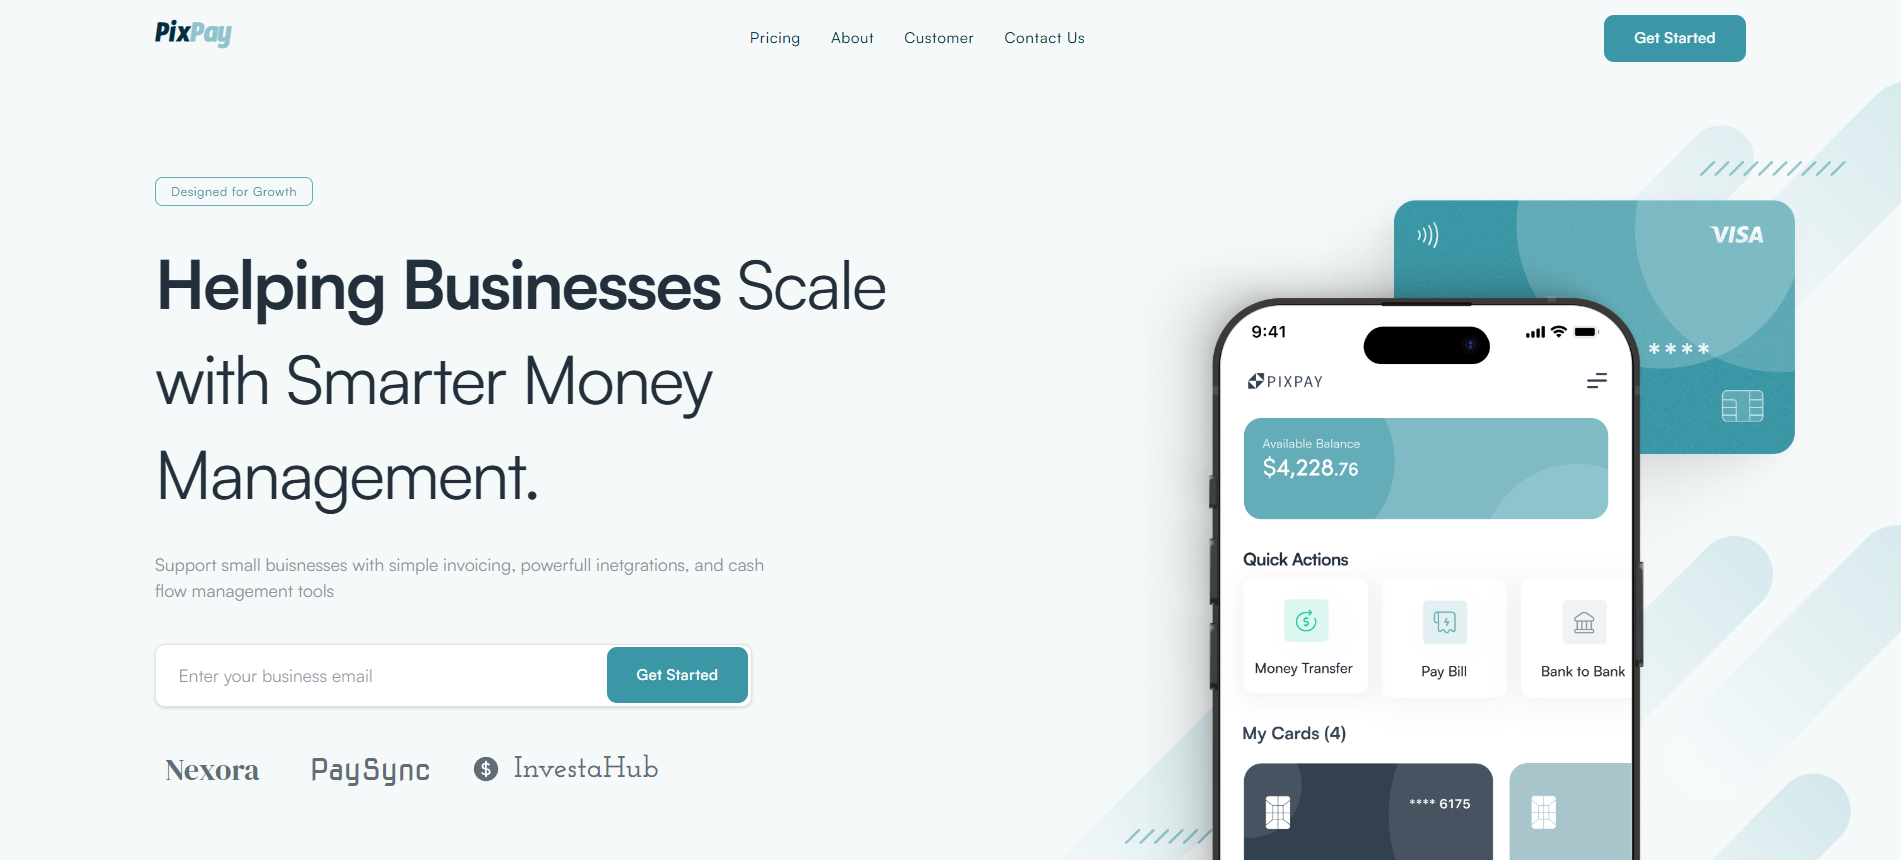 PixPay
Pricing
About
Customer
Contact Us
Get Started
Designed for Growth
Helping Businesses Scale
with Smarter Money
Management.
Support small buisnesses with simple invoicing, powerfull inetgrations, and cash
flow management tools
Enter your business email
Get Started
Nexora
PaySync
$ InvestaHub
VISA
****
9:41
PIXPAY
Available Balance
$4,228.76
Quick Actions
Money Transfer
Pay Bill
Bank to Bank
My Cards (4)
**** 6175